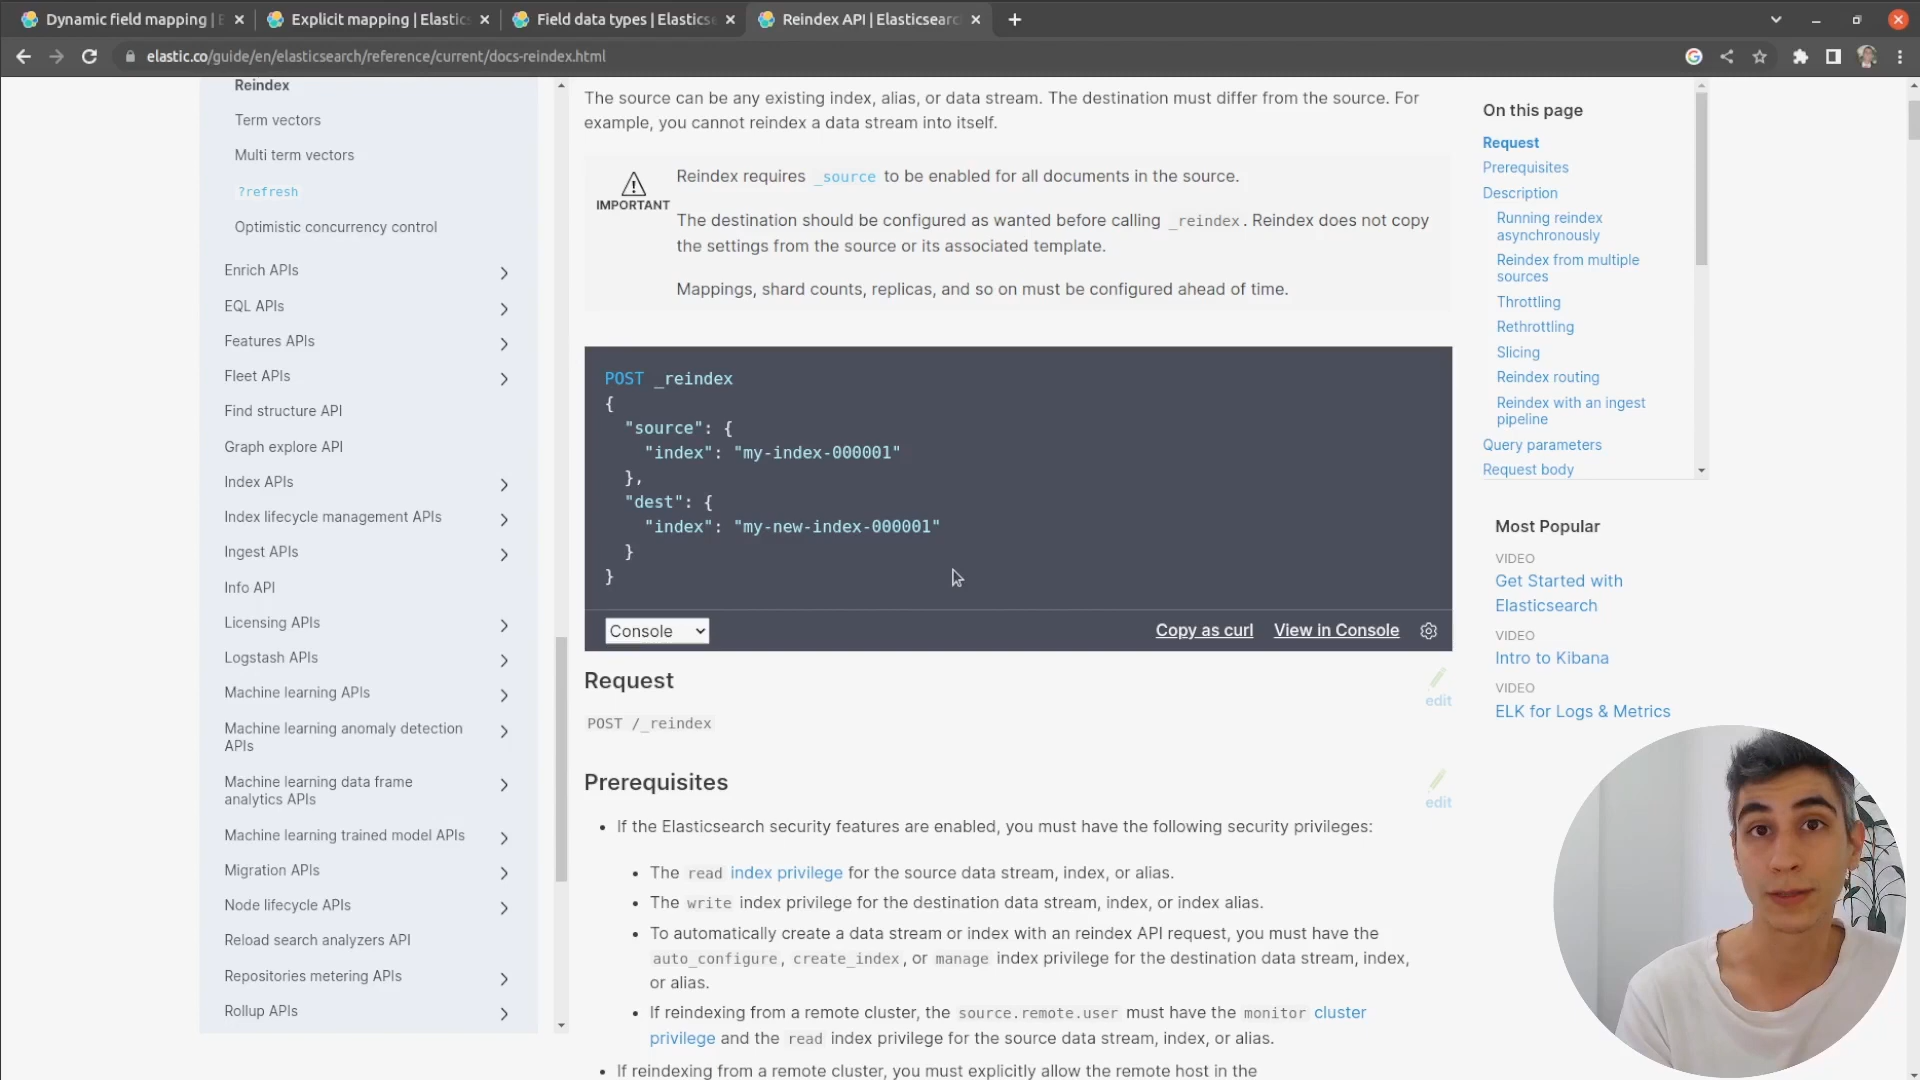 Dynamic field mapping | E
Explicit mapping | Elastics
Field data types | Elasticse
Reindex API | Elasticsearc
elastic.co/guide/en/elasticsearch/reference/current/docs-reindex.html
Reindex
Term vectors
Multi term vectors
?refresh
Optimistic concurrency control
Enrich APIs
EQL APIs
Features APIs
Fleet APIs
Find structure API
Graph explore API
Index APIs
Index lifecycle management APIs
Ingest APIs
Info API
Licensing APIs
Logstash APIs
Machine learning APIs
Machine learning anomaly detection
APIs
Machine learning data frame
analytics APIs
Machine learning trained model APIs
Migration APIs
Node lifecycle APIs
Reload search analyzers API
Repositories metering APIs
Rollup APIs
The source can be any existing index, alias, or data stream. The destination must differ from the source. For
example, you cannot reindex a data stream into itself.
IMPORTANT
Reindex requires _source to be enabled for all documents in the source.
The destination should be configured as wanted before calling _reindex. Reindex does not copy
the settings from the source or its associated template.
Mappings, shard counts, replicas, and so on must be configured ahead of time.
POST _reindex
{
"source": {
"index": "my-index-000001"
},
"dest": {
"index": "my-new-index-000001"
}
}
Console
Copy as curl
View in Console
Request
edit
POST /_reindex
Prerequisites
edit
• If the Elasticsearch security features are enabled, you must have the following security privileges:
• The read index privilege for the source data stream, index, or alias.
• The write index privilege for the destination data stream, index, or index alias.
• To automatically create a data stream or index with an reindex API request, you must have the
auto_configure, create_index, or manage index privilege for the destination data stream, index,
or alias.
• If reindexing from a remote cluster, the source.remote.user must have the monitor cluster
privilege and the read index privilege for the source data stream, index, or alias.
• If reindexing from a remote cluster, you must explicitly allow the remote host in the
On this page
Request
Prerequisites
Description
Running reindex
asynchronously
Reindex from multiple
sources
Throttling
Rethrottling
Slicing
Reindex routing
Reindex with an ingest
pipeline
Query parameters
Request body
Most Popular
VIDEO
Get Started with
Elasticsearch
VIDEO
Intro to Kibana
VIDEO
ELK for Logs & Metrics